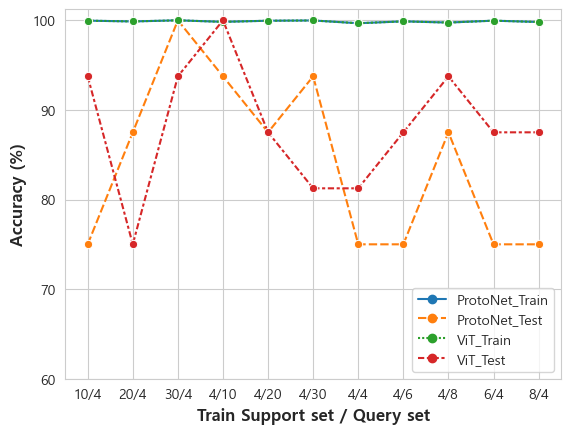 100
90
80
70
60
Accuracy (%)
10/4 20/4 30/4 4/10 4/20 4/30 4/4 4/6 4/8 6/4 8/4
Train Support set / Query set
ProtoNet_Train
ProtoNet_Test
ViT_Train
ViT_Test